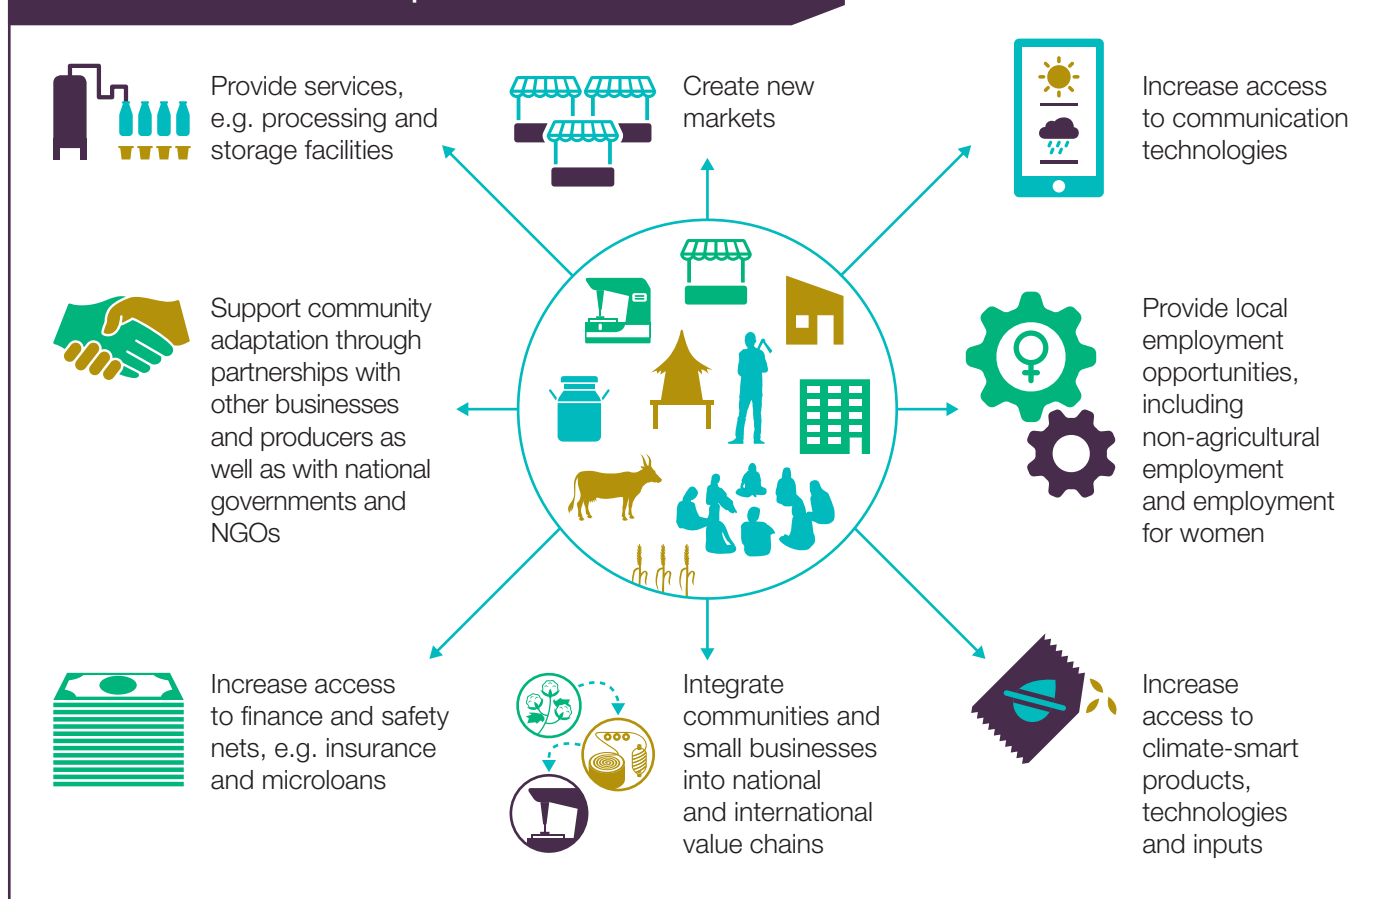 Provide services,
e.g. processing and
storage facilities
Create new
markets
Increase access
to communication
technologies
Support community
adaptation through
partnerships with
other businesses
and producers as
well as with national
governments and
NGOs
Provide local
employment
opportunities,
including
non-agricultural
employment
and employment
for women
Increase access
to finance and safety
nets, e.g. insurance
and microloans
Integrate
communities and
small businesses
into national
and international
value chains
Increase
access to
climate-smart
products,
technologies
and inputs